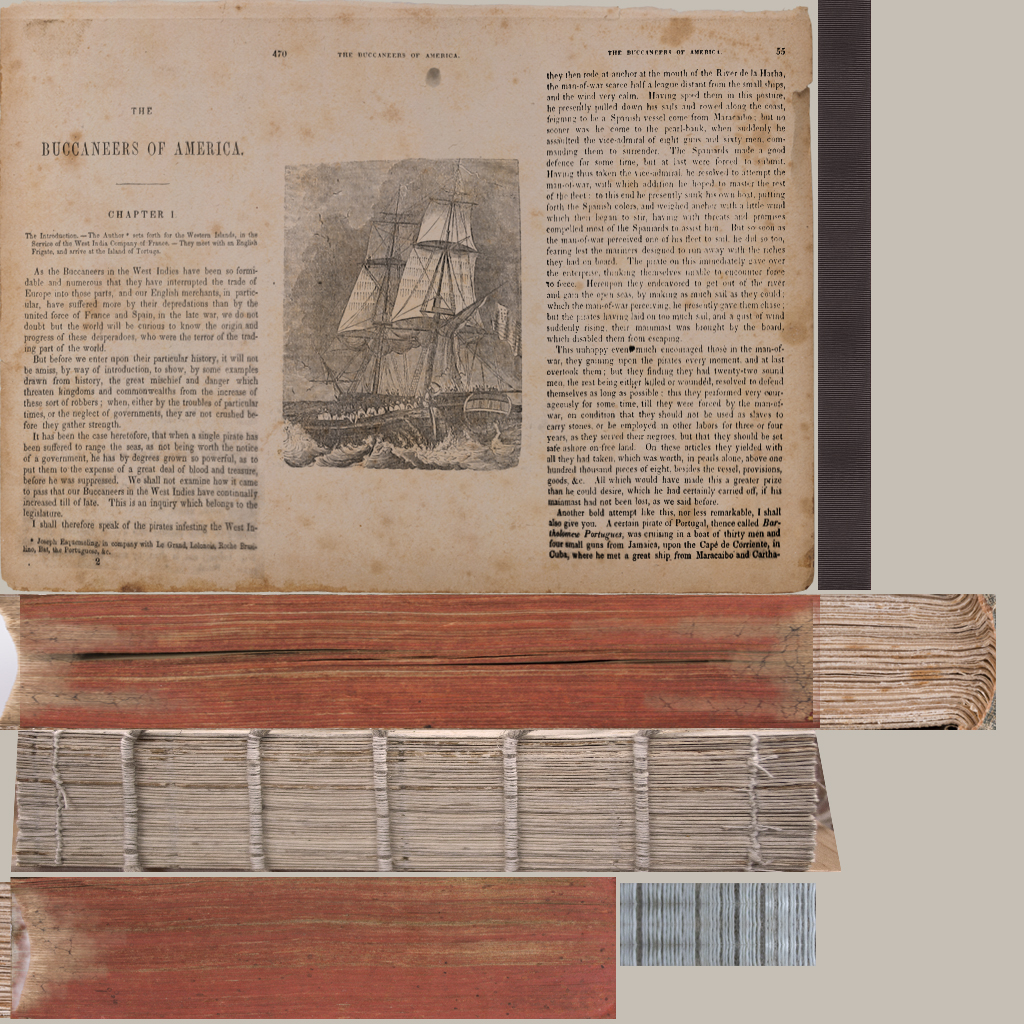 THE
BUCCANEERS OF AMERICA.
CHAPTER I.
The Introduction. — The Author * sets forth for the Western Islands, in the
Service of the West India Company of France. — They meet with an English
Frigate, and arrive at the Island of Tortuga.
As the Buccaneers in the West Indies have been so formi-
dable and numerous that they have interrupted the trade of
Europe into those parts, and our English merchants, in partic-
ular, have suffered more by their depredations than by the
united force of France and Spain, in the late war, we do not
doubt but the world will be curious to know the origin and
progress of these desperadoes, who were the terror of the trad-
ing part of the world.
But before we enter upon their particular history, it will not
be amiss, by way of introduction, to show, by some examples
drawn from history, the great mischief and danger which
threaten kingdoms and commonwealths from the increase of
these sort of robbers; when, either by the troubles of particular
times, or the neglect of governments, they are not crushed be-
fore they gather strength.
It has been the case heretofore, that when a single pirate has
been suffered to range the seas, as not being worth the notice
of a government, he has by degrees grown so powerful, as to
put them to the expense of a great deal of blood and treasure,
before he was suppressed. We shall not examine how it came
to pass that our Buccaneers in the West Indies have continually
increased till of late. This is an inquiry which belongs to the
legislature.
I shall therefore speak of the pirates infesting the West In-
* Joseph Esquemeling, in company with Le Grand, Lolonois, Roche Brasi-
liano, Bat, the Portuguese, &c.
2
470 THE BUCCANEERS OF AMERICA.
THE BUCCANEERS OF AMERICA. 55
they then rode at anchor at the mouth of the River de la Hacha,
the man-of-war scarce half a league distant from the small ships,
and the wind very calm. Having spied them in this posture,
he presently pulled down his sails and rowed along the coast,
feigning to be a Spanish vessel come from Maracaibo; but no
sooner was he come to the pearl-bank, when suddenly he
assaulted the vice-admiral of eight guns and sixty men, com-
manding them to surrender. The Spaniards made a good
defence for some time, but at last were forced to submit.
Having thus taken the vice-admiral, he resolved to attempt the
man-of-war, with which addition he hoped to master the rest
of the fleet: to this end he presently sunk his own boat, putting
forth the Spanish colors, and weighed anchor with a little wind
which then began to stir, having with threats and promises
compelled most of the Spaniards to assist him. But so soon as
the man-of-war perceived one of his fleet to sail, he did so too,
fearing lest the mariners designed to run away with the riches
they had on board. The pirate on this immediately gave over
the enterprise, thinking themselves unable to encounter force
to force. Hereupon they endeavored to get out of the river
and gain the open seas, by making as much sail as they could;
which the man-of-war perceiving, he presently gave them chase;
but the pirates having laid on too much sail, and a gust of wind
suddenly rising, their mainmast was brought by the board,
which disabled them from escaping.
This unhappy event much encouraged those in the man-of-
war, they gaining upon the pirates every moment, and at last
overtook them; but they finding they had twenty-two sound
men, the rest being either killed or wounded, resolved to defend
themselves as long as possible: this they performed very cour-
ageously for some time, till they were forced by the man-of-
war, on condition that they should not be used as slaves to
carry stones, or be employed in other labors for three or four
years, as they served their negroes, but that they should be set
safe ashore on free land. On these articles they yielded with
all they had taken, which was worth, in pearls alone, above one
hundred thousand pieces of eight, besides the vessel, provisions,
goods, &c. All which would have made this a greater prize
than he could desire, which he had certainly carried off, if his
mainmast had not been lost, as we said before.
Another bold attempt like this, nor less remarkable, I shall
also give you. A certain pirate of Portugal, thence called Bar-
tholomew Portugues, was cruising in a boat of thirty men and
four small guns from Jamaica, upon the Cape de Corriente, in
Cuba, where he met a great ship from Maracaibo and Cartha-